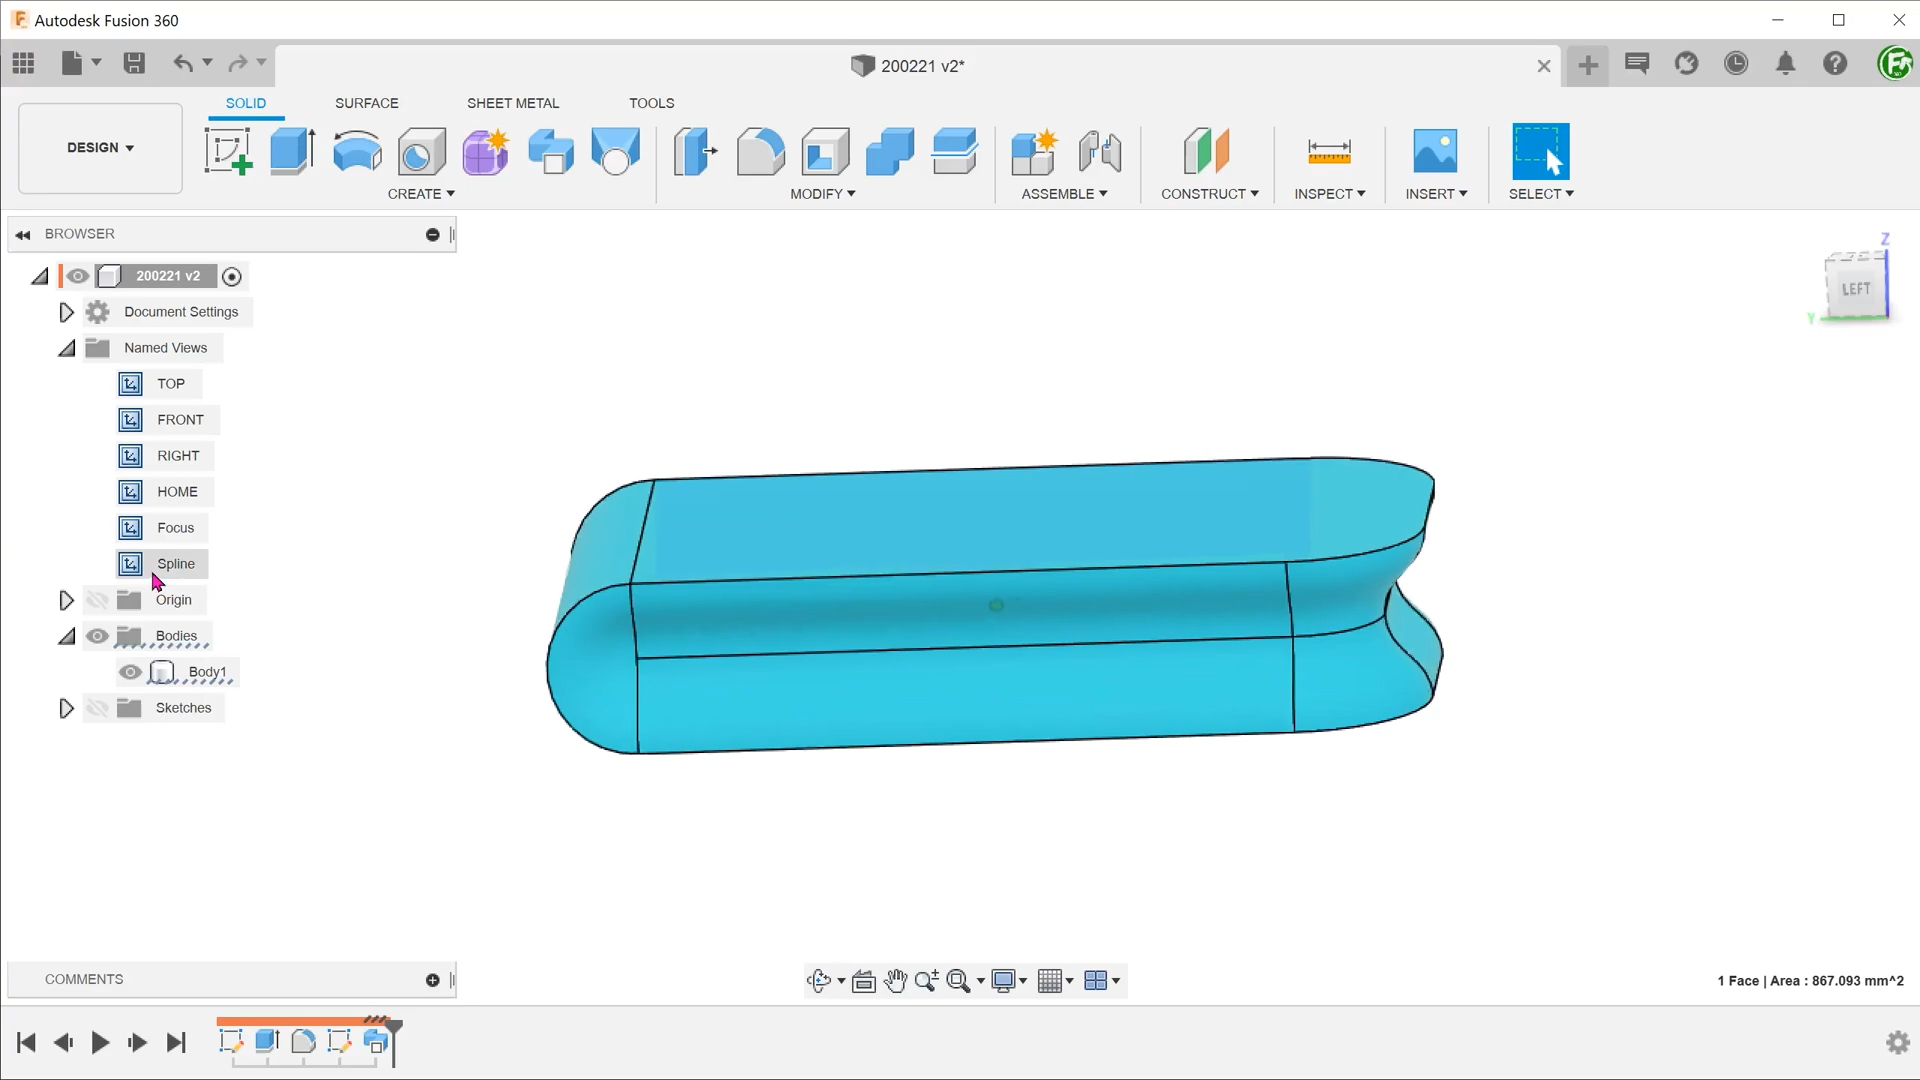 Autodesk Fusion 360
200221 v2*
DESIGN
SOLID
SURFACE
SHEET METAL
TOOLS
CREATE
MODIFY
ASSEMBLE
CONSTRUCT
INSPECT
INSERT
SELECT
BROWSER
200221 v2
Document Settings
Named Views
TOP
FRONT
RIGHT
HOME
Focus
Spline
Origin
Bodies
Body1
Sketches
Z
LEFT
Y
COMMENTS
1 Face | Area : 867.093 mm^2